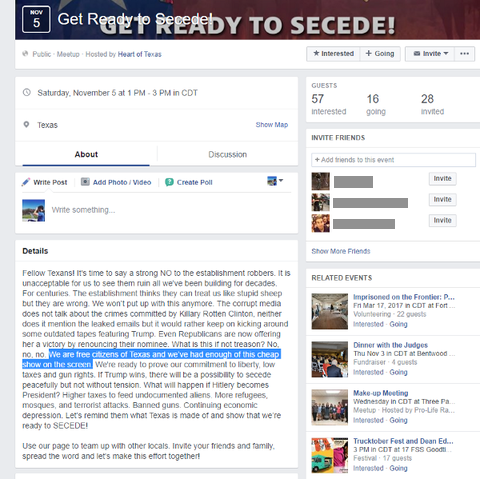 NOV
5
Get Ready to Secede!
GET READY TO SECEDE!
Public · Meetup · Hosted by Heart of Texas
★ Interested
+ Going
Invite
Saturday, November 5 at 1 PM - 3 PM in CDT
Texas
Show Map
About
Discussion
Write Post
Add Photo / Video
Create Poll
Write something...
Details
Fellow Texans! It's time to say a strong NO to the establishment robbers. It is
unacceptable for us to see them ruin all we've been building for decades.
For centuries. The establishment thinks they can treat us like stupid sheep
but they are wrong. We won't put up with this anymore. The corrupt media
does not talk about the crimes committed by Killary Rotten Clinton, neither
does it mention the leaked emails but it would rather keep on kicking around
some outdated tapes featuring Trump. Even Republicans are now offering
her a victory by renouncing their nominee. What is this if not treason? No,
no, no. We are free citizens of Texas and we've had enough of this cheap
show on the screen. We're ready to prove our commitment to liberty, low
taxes and gun rights. If Trump wins, there will be a possibility to secede
peacefully but not without tension. What will happen if Hitlery becomes
President? Higher taxes to feed undocumented aliens. More refugees,
mosques, and terrorist attacks. Banned guns. Continuing economic
depression. Let's remind them what Texas is made of and show that we're
ready to SECEDE!
Use our page to team up with other locals. Invite your friends and family,
spread the word and let's make this effort together!
GUESTS
57
interested
16
going
28
invited
INVITE FRIENDS
+ Add friends to this event
Invite
Invite
Invite
Show More Friends
RELATED EVENTS
Imprisoned on the Frontier: P...
Fri Mar 17, 2017 in CDT at Fort ...
Volunteering · 22 guests
Interested · Going
Dinner with the Judges
Thu Nov 3 in CDT at Bentwood ...
Fundraiser · 4 guests
Interested · Going
Make-up Meeting
Wednesday in CDT at Three Pa...
Meetup · Hosted by Pro-Life Ra...
Interested · Going
Trucktober Fest and Dean Ed...
3 PM in CDT at 17 FSS Goodfi...
Festival · 17 guests
Interested · Going